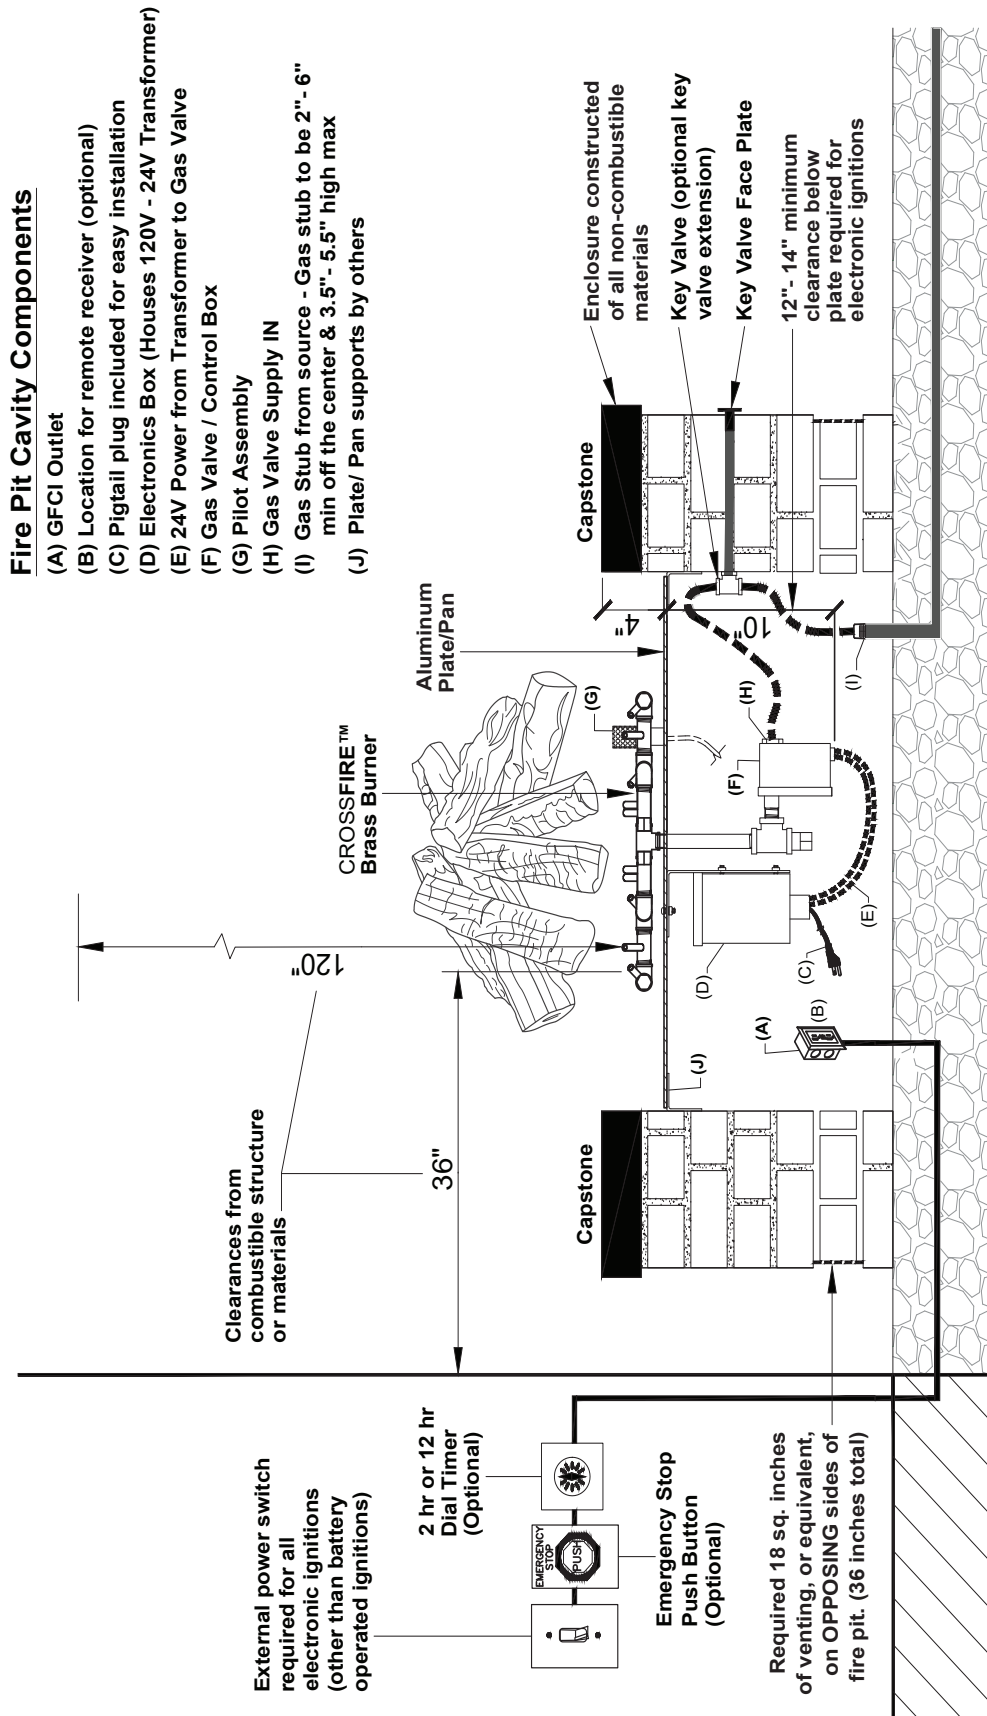 Fire Pit Cavity Components
(A) GFCI Outlet
(B) Location for remote receiver (optional)
(C) Pigtail plug included for easy installation
(D) Electronics Box (Houses 120V - 24V Transformer)
(E) 24V Power from Transformer to Gas Valve
(F) Gas Valve / Control Box
(G) Pilot Assembly
(H) Gas Valve Supply IN
(I) Gas Stub from source - Gas stub to be 2"- 6"
min off the center & 3.5"- 5.5" high max
(J) Plate/ Pan supports by others
Clearances from
combustible structure
or materials
120"
36"
CROSSFIRE™
Brass Burner
Aluminum
Plate/Pan
External power switch
required for all
electronic ignitions
(other than battery
operated ignitions)
2 hr or 12 hr
Dial Timer
(Optional)
EMERGENCY
STOP
PUSH
Emergency Stop
Push Button
(Optional)
Required 18 sq. inches
of venting, or equivalent,
on OPPOSING sides of
fire pit. (36 inches total)
Capstone
Capstone
4"
10"
(A)
(B)
(C)
(D)
(E)
(F)
(G)
(H)
(I)
(J)
Enclosure constructed
of all non-combustible
materials
Key Valve (optional key
valve extension)
Key Valve Face Plate
12"- 14" minimum
clearance below
plate required for
electronic ignitions